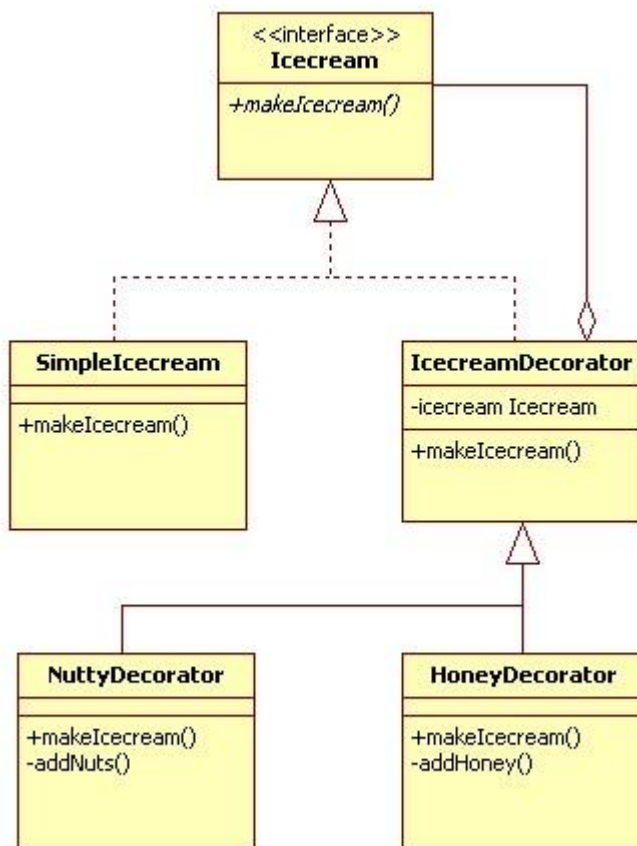 <<interface>>
Icecream
+makeIcecream()
SimpleIcecream
+makeIcecream()
IcecreamDecorator
-icecream Icecream
+makeIcecream()
NuttyDecorator
+makeIcecream()
-addNuts()
HoneyDecorator
+makeIcecream()
-addHoney()